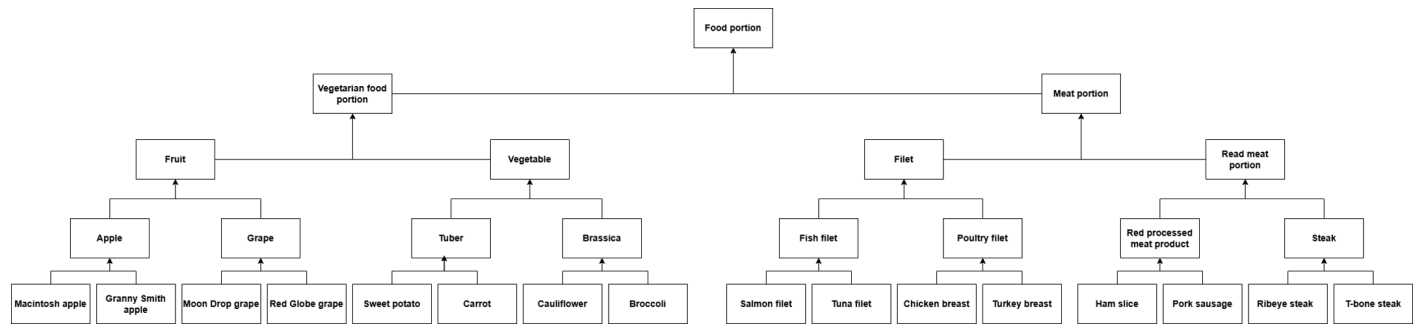 Food portion
Vegetarian food
portion
Meat portion
Fruit
Vegetable
Filet
Read meat
portion
Apple
Grape
Tuber
Brassica
Fish filet
Poultry filet
Red processed
meat product
Steak
Macintosh apple
Granny Smith
apple
Moon Drop grape
Red Globe grape
Sweet potato
Carrot
Cauliflower
Broccoli
Salmon filet
Tuna filet
Chicken breast
Turkey breast
Ham slice
Pork sausage
Ribeye steak
T-bone steak